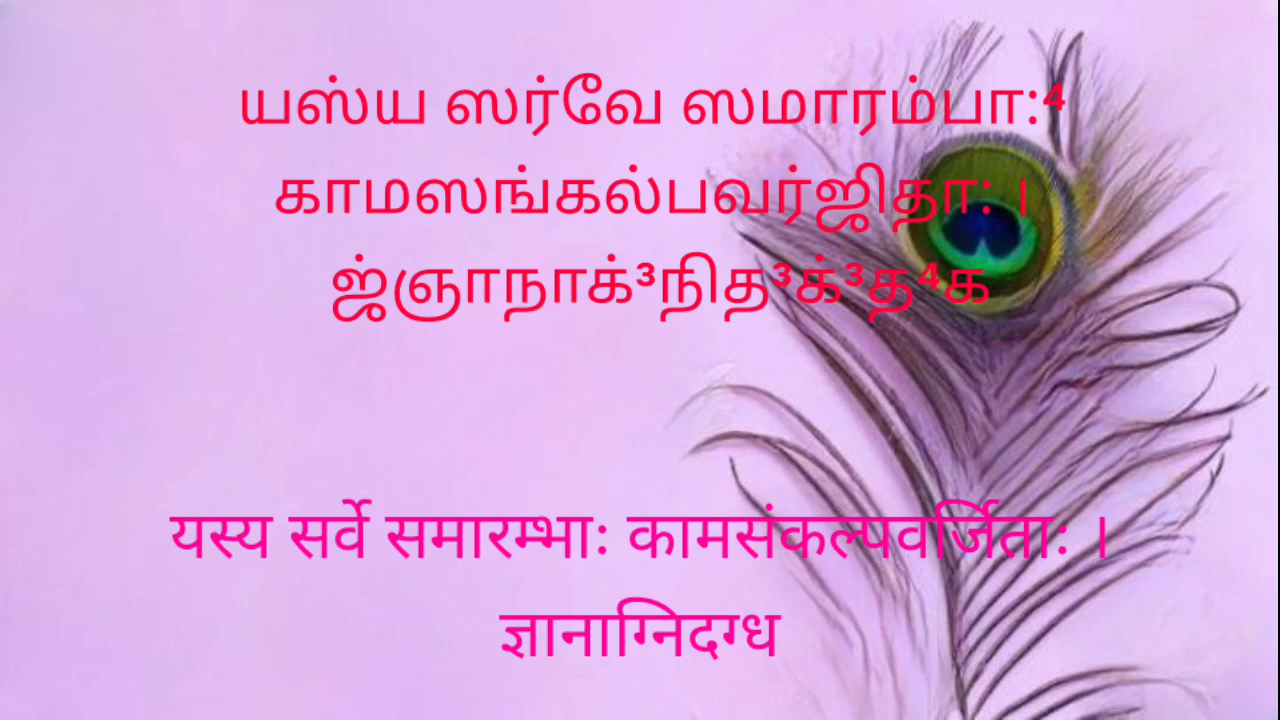 யஸ்ய ஸர்வே ஸமாரம்பா:⁴
காமஸங்கல்பவர்ஜிதா: ।
ஜ்ஞாநாக்³நித³க்³த⁴க
यस्य सर्वे समारम्भाः कामसंकल्पवर्जिताः ।
ज्ञानाग्निदग्ध